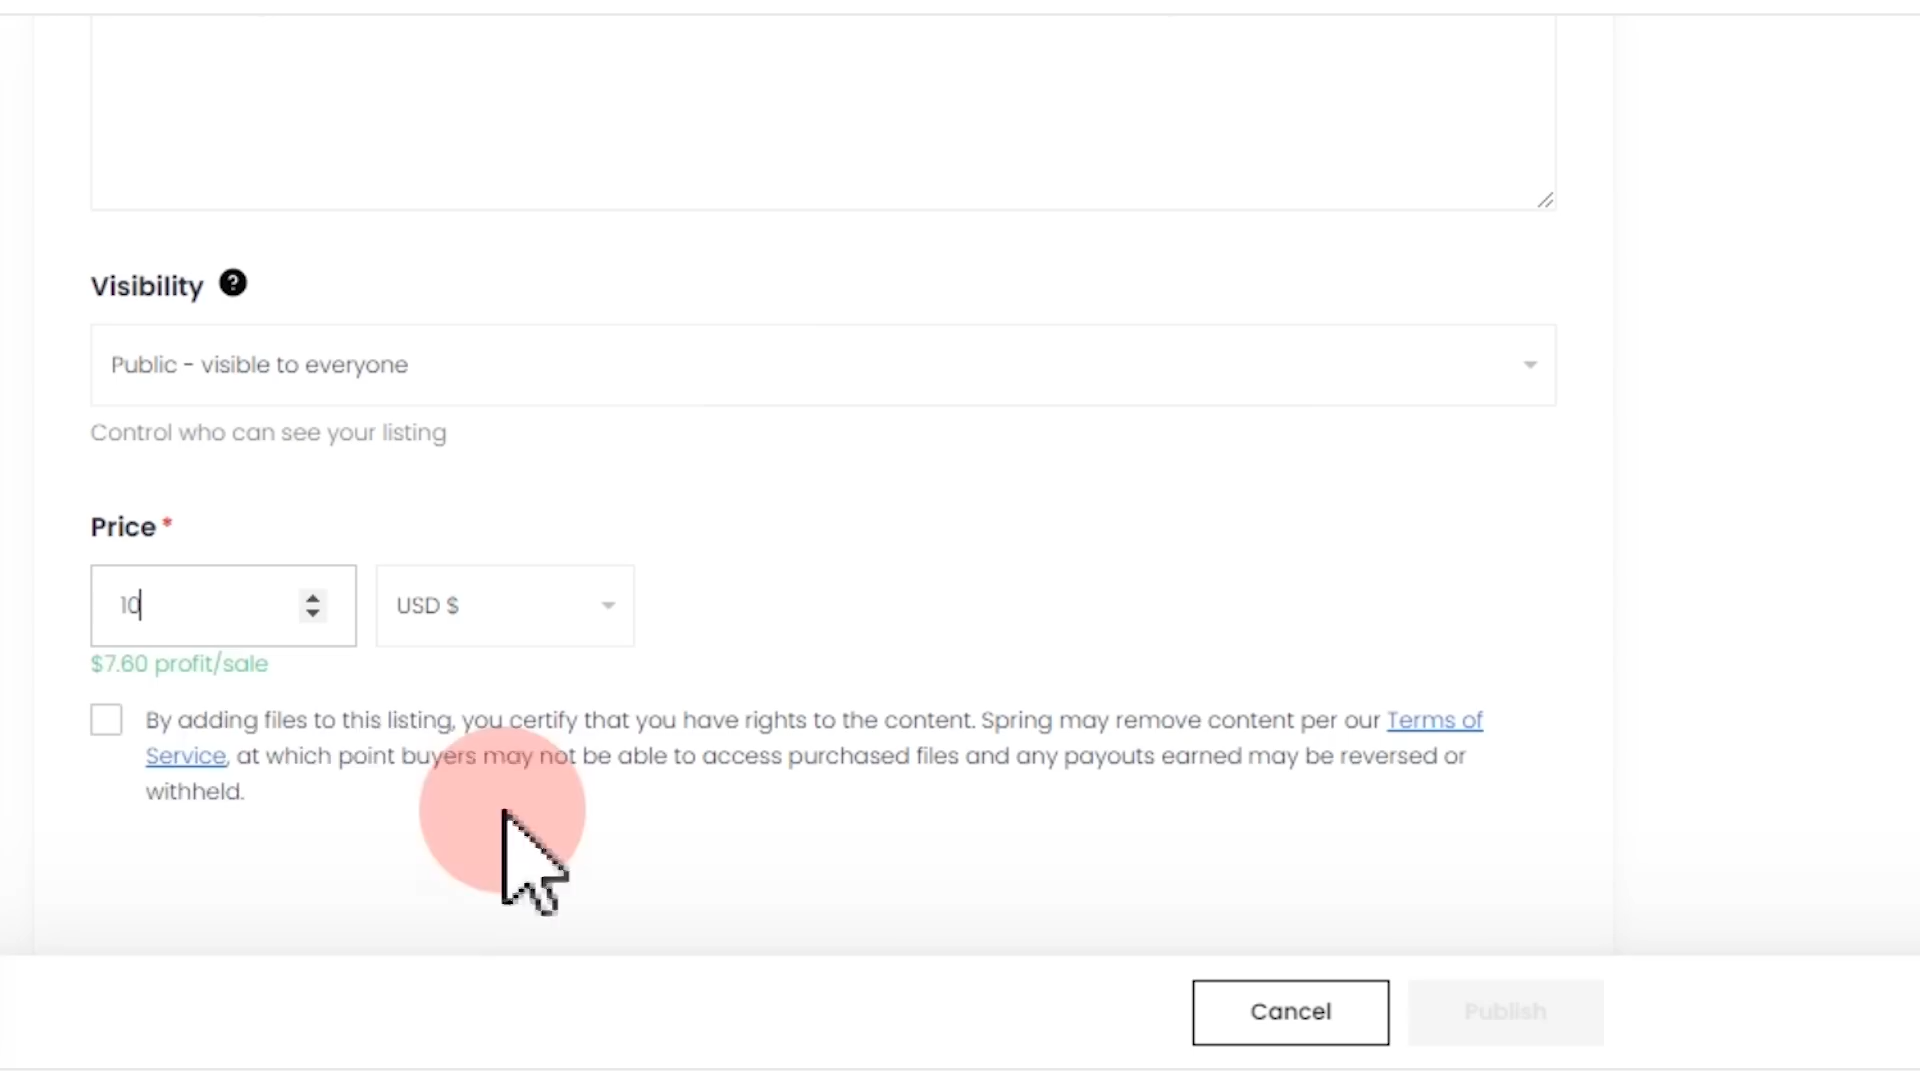 Visibility ?
Public - visible to everyone
Control who can see your listing
Price *
10 USD $
$7.60 profit/sale
By adding files to this listing, you certify that you have rights to the content. Spring may remove content per our Terms of
Service, at which point buyers may not be able to access purchased files and any payouts earned may be reversed or
withheld.
Cancel Publish